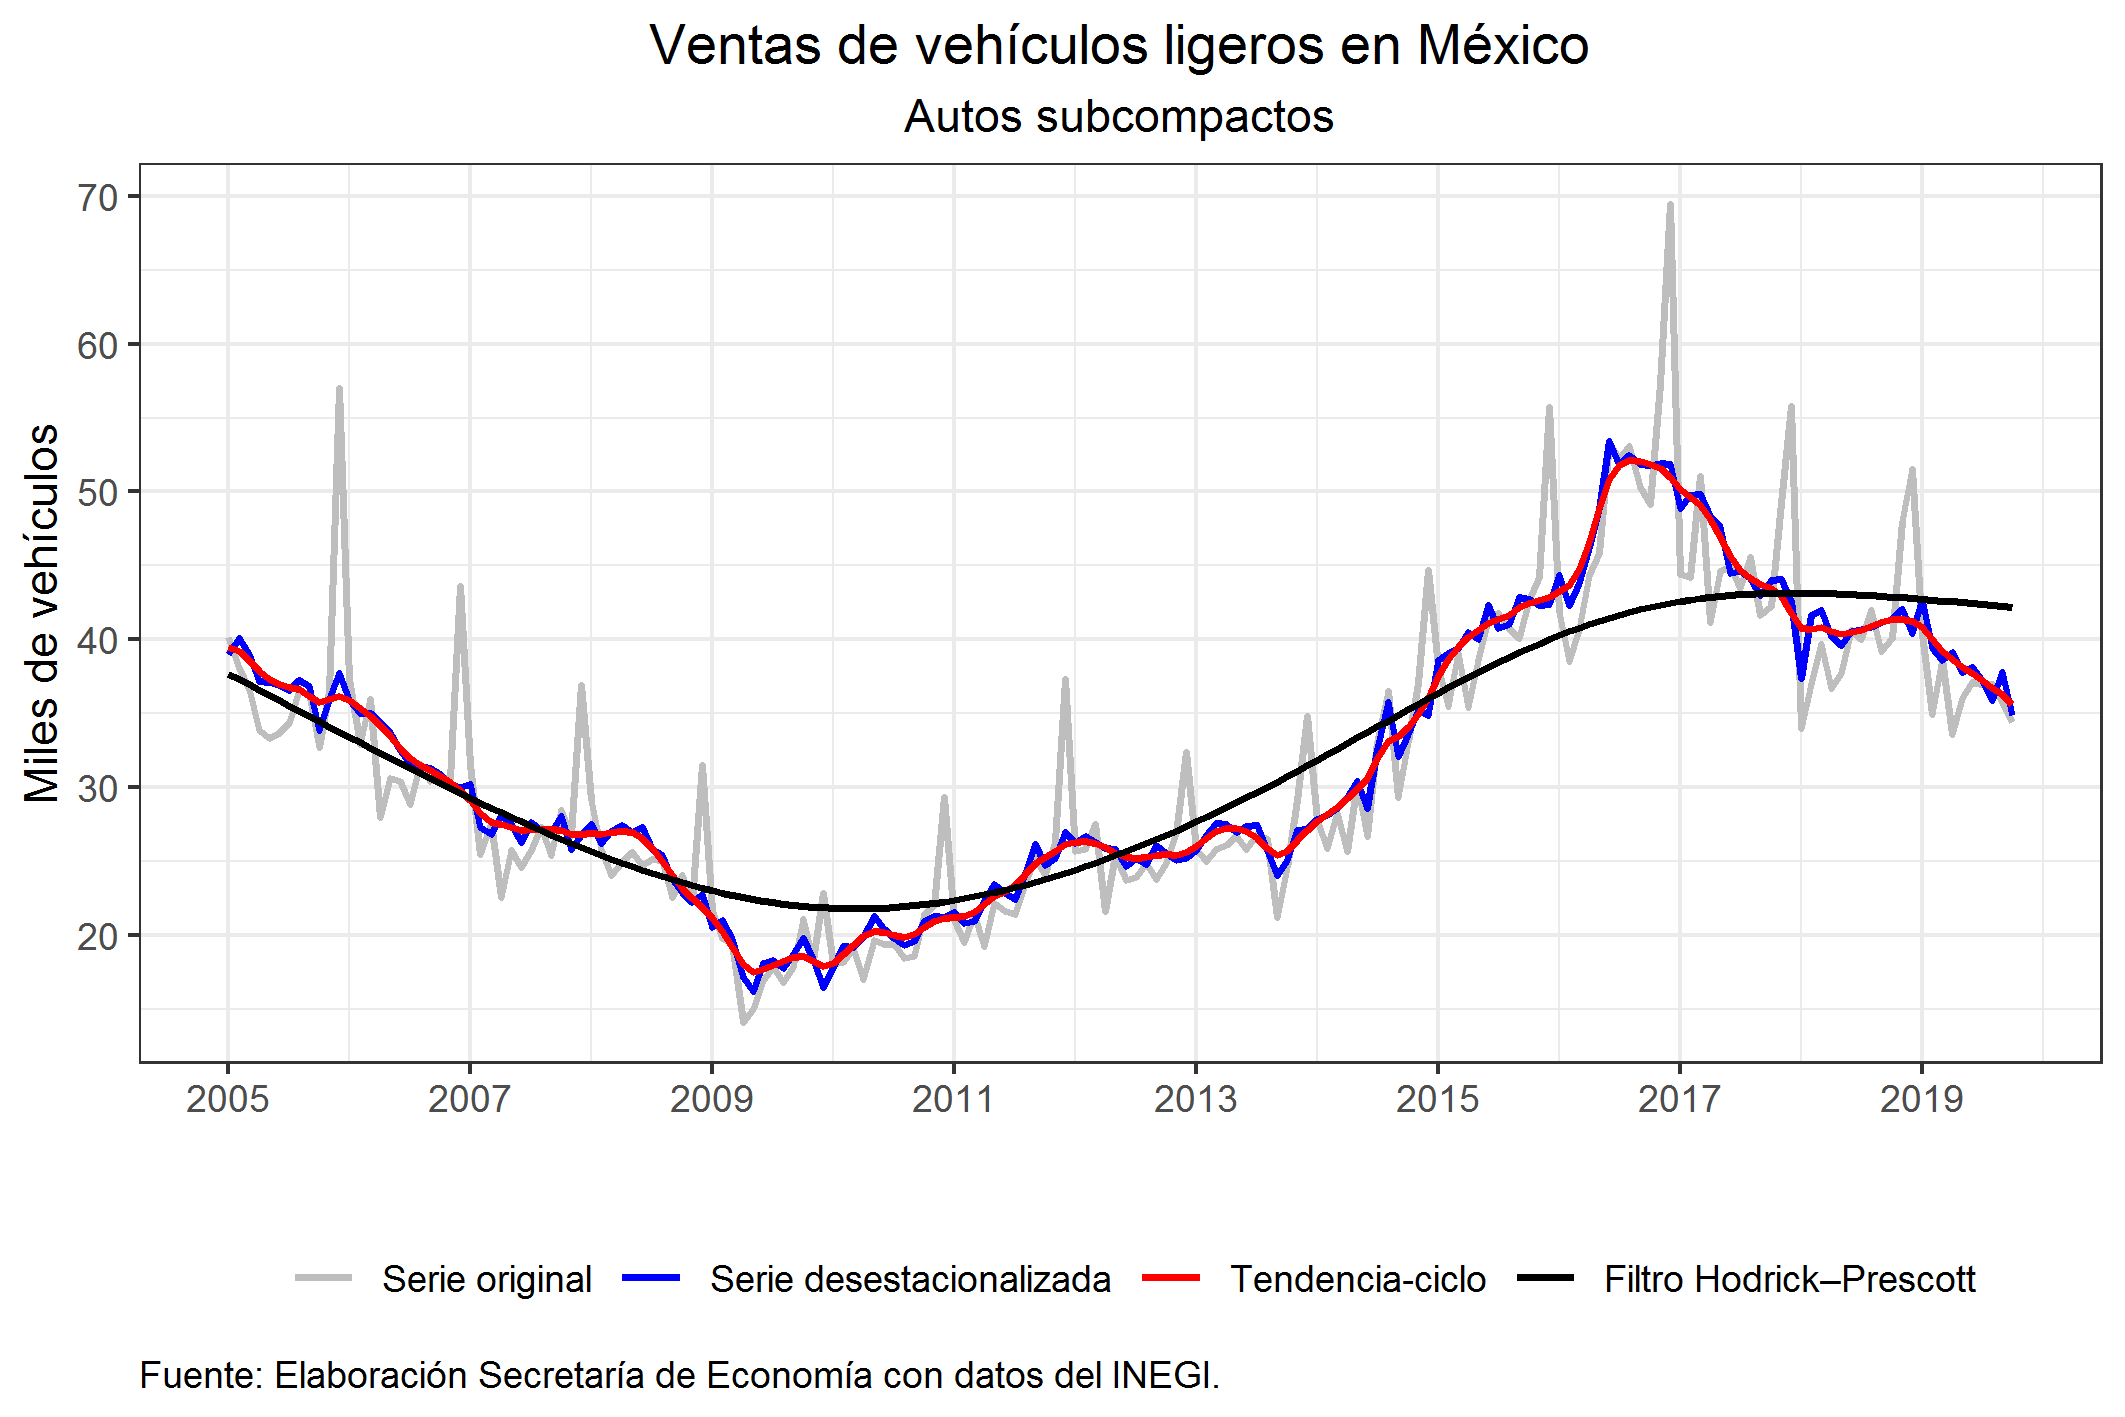 Ventas de vehículos ligeros en México
Autos subcompactos
Miles de vehículos
70
60
50
40
30
20
2005 2007 2009 2011 2013 2015 2017 2019
Serie original Serie desestacionalizada Tendencia-ciclo Filtro Hodrick–Prescott
Fuente: Elaboración Secretaría de Economía con datos del INEGI.